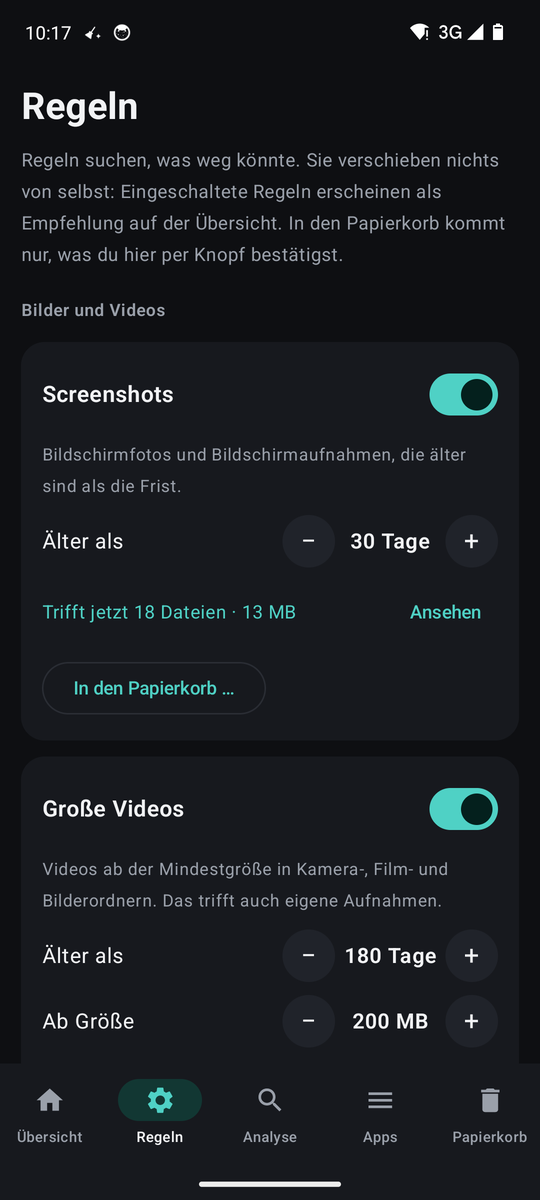 10:17
3G
Regeln
Regeln suchen, was weg könnte. Sie verschieben nichts
von selbst: Eingeschaltete Regeln erscheinen als
Empfehlung auf der Übersicht. In den Papierkorb kommt
nur, was du hier per Knopf bestätigst.
Bilder und Videos
Screenshots
Bildschirmfotos und Bildschirmaufnahmen, die älter
sind als die Frist.
Älter als − 30 Tage +
Trifft jetzt 18 Dateien · 13 MB Ansehen
In den Papierkorb …
Große Videos
Videos ab der Mindestgröße in Kamera-, Film- und
Bilderordnern. Das trifft auch eigene Aufnahmen.
Älter als − 180 Tage +
Ab Größe − 200 MB +
Übersicht Regeln Analyse Apps Papierkorb